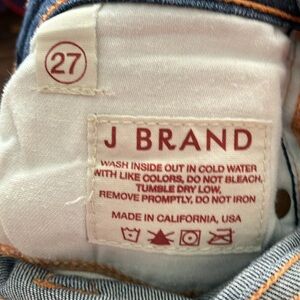 27
J BRAND
WASH INSIDE OUT IN COLD WATER
WITH LIKE COLORS, DO NOT BLEACH,
TUMBLE DRY LOW,
REMOVE PROMPTLY, DO NOT IRON
MADE IN CALIFORNIA, USA